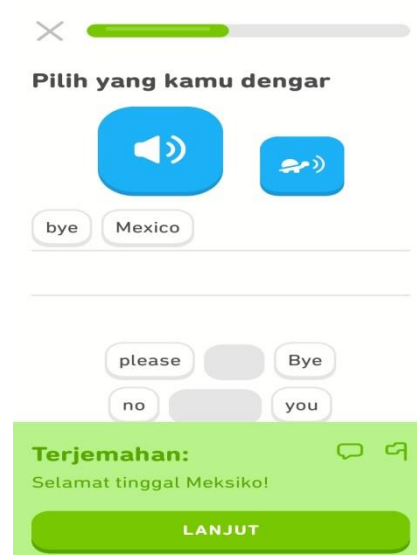 Pilih yang kamu dengar
bye Mexico
please Bye
no you
Terjemahan:
Selamat tinggal Meksiko!
LANJUT